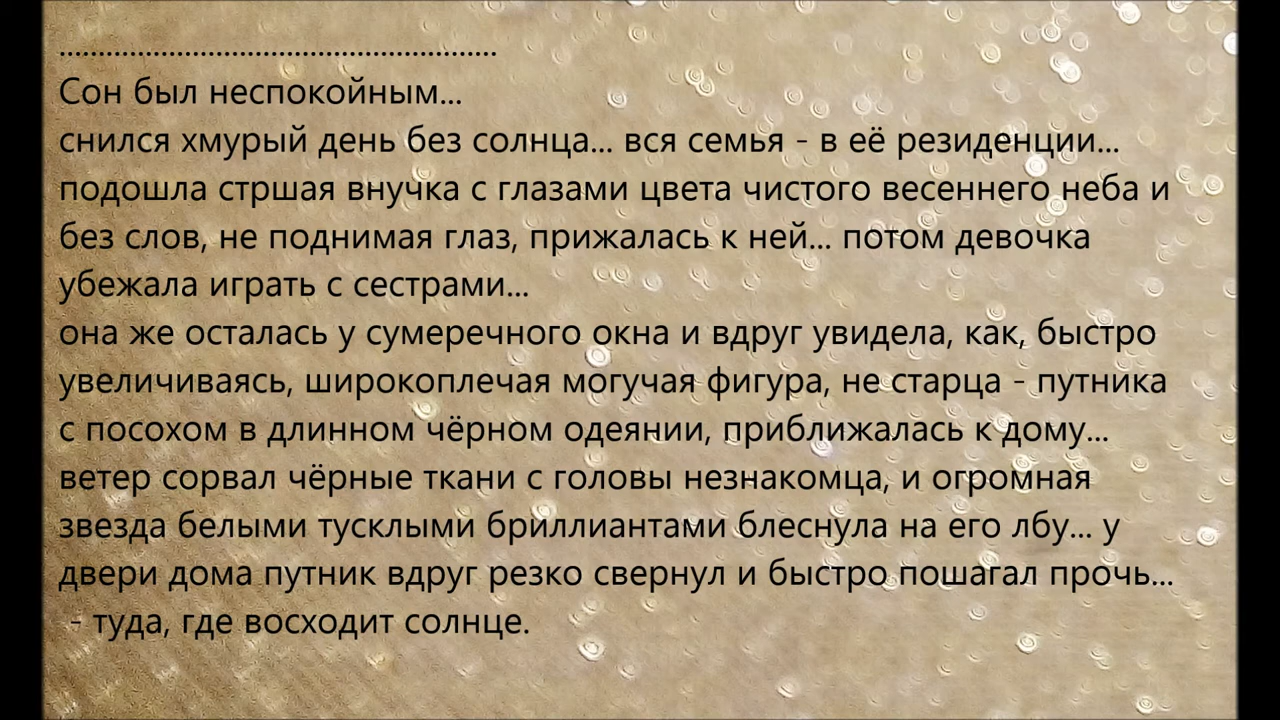 ........................................................
Сон был неспокойным...
снился хмурый день без солнца... вся семья - в её резиденции...
подошла стршая внучка с глазами цвета чистого весеннего неба и
без слов, не поднимая глаз, прижалась к ней... потом девочка
убежала играть с сестрами...
она же осталась у сумеречного окна и вдруг увидела, как, быстро
увеличиваясь, широкоплечая могучая фигура, не старца - путника
с посохом в длинном чёрном одеянии, приближалась к дому...
ветер сорвал чёрные ткани с головы незнакомца, и огромная
звезда белыми тусклыми бриллиантами блеснула на его лбу... у
двери дома путник вдруг резко свернул и быстро пошагал прочь...
- туда, где восходит солнце.